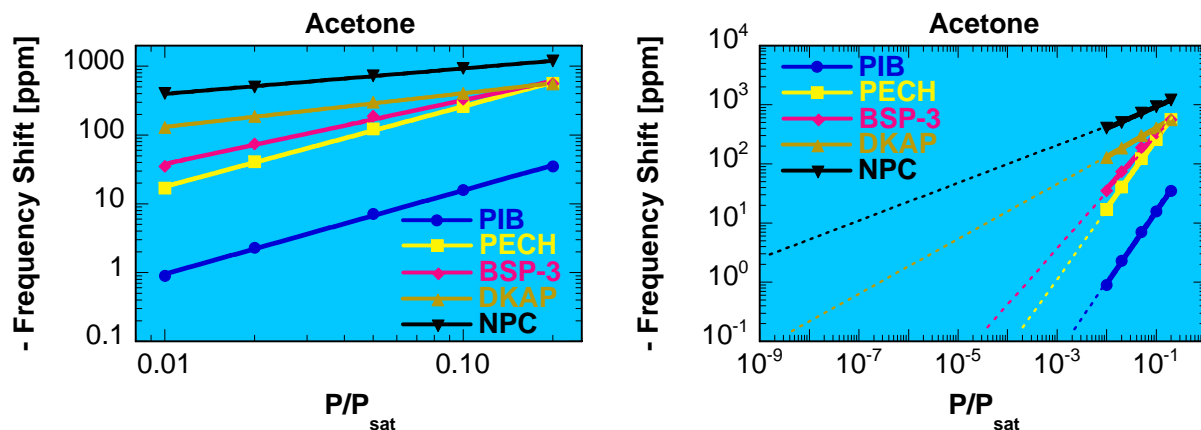 Acetone
- Frequency Shift [ppm]
1000
100
10
1
0.1
0.01
0.10
P/P_sat
PIB
PECH
BSP-3
DKAP
NPC
Acetone
- Frequency Shift [ppm]
10^4
10^3
10^2
10^1
10^0
10^-1
10^-9
10^-7
10^-5
10^-3
10^-1
P/P_sat
PIB
PECH
BSP-3
DKAP
NPC